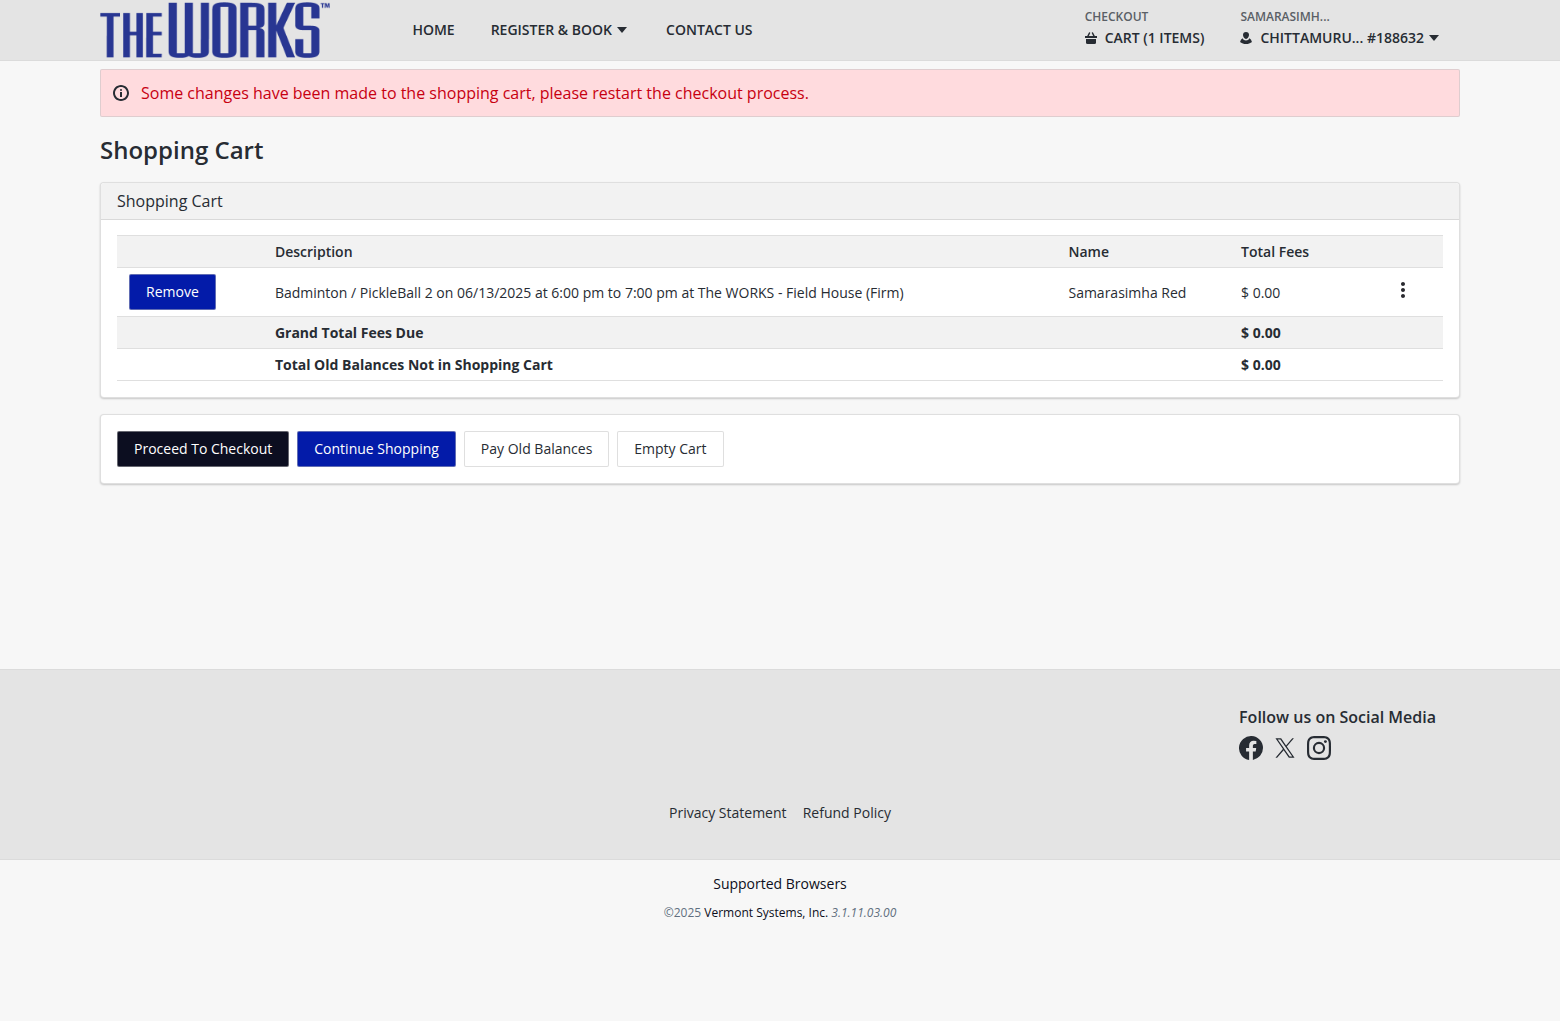 THE WORKS™
HOME
REGISTER & BOOK
CONTACT US
CHECKOUT
CART (1 ITEMS)
SAMARASIMH...
CHITTAMURU... #188632
Some changes have been made to the shopping cart, please restart the checkout process.
Shopping Cart
Shopping Cart
Description Name Total Fees
Remove Badminton / PickleBall 2 on 06/13/2025 at 6:00 pm to 7:00 pm at The WORKS - Field House (Firm) Samarasimha Red $ 0.00
Grand Total Fees Due $ 0.00
Total Old Balances Not in Shopping Cart $ 0.00
Proceed To Checkout Continue Shopping Pay Old Balances Empty Cart
Follow us on Social Media
Privacy Statement Refund Policy
Supported Browsers
©2025 Vermont Systems, Inc. 3.1.11.03.00